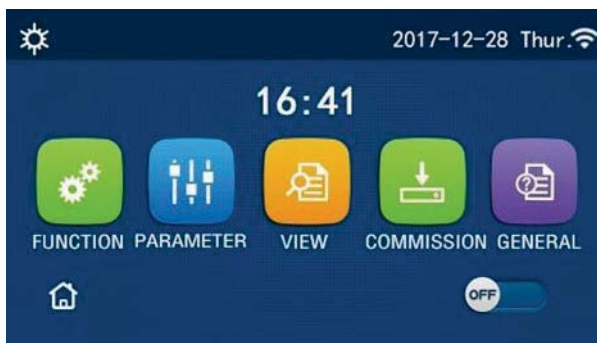 2017-12-28 Thur.
16:41
FUNCTION PARAMETER VIEW COMMISSION GENERAL
OFF